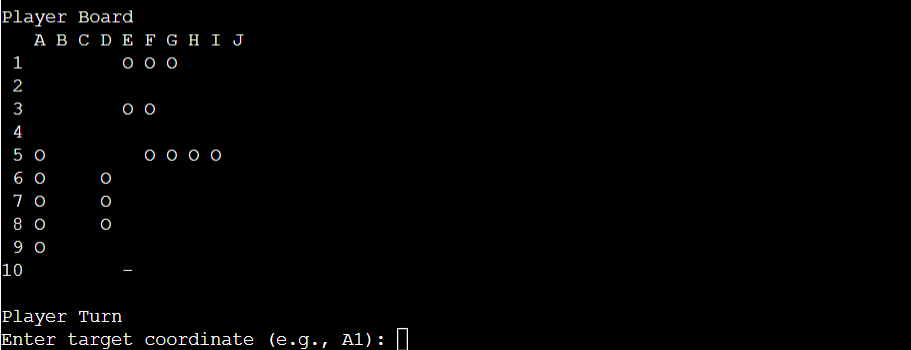 Player Board
   A B C D E F G H I J
 1         O O O
 2
 3         O O
 4
 5 O         O O O O
 6 O     O
 7 O     O
 8 O     O
 9 O
10         -
Player Turn
Enter target coordinate (e.g., A1):